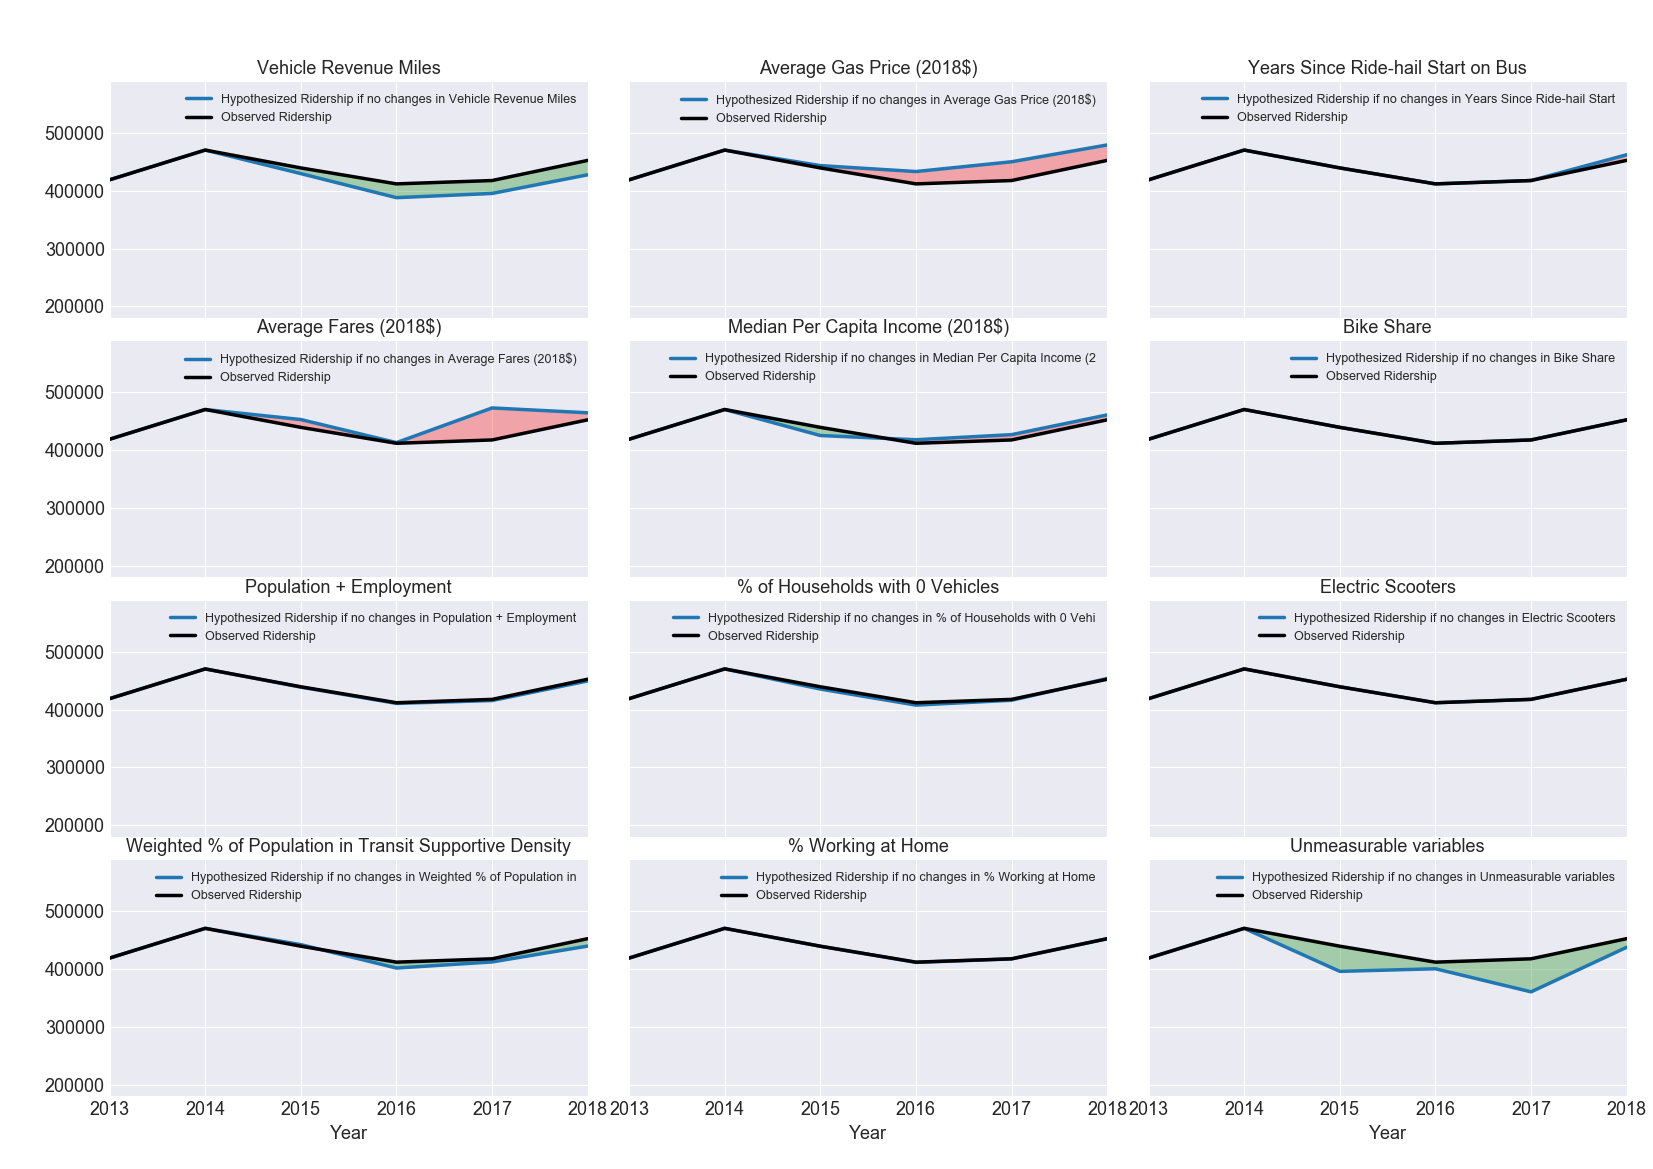 Vehicle Revenue Miles
Hypothesized Ridership if no changes in Vehicle Revenue Miles
Observed Ridership
500000
400000
300000
200000
Average Gas Price (2018$)
Hypothesized Ridership if no changes in Average Gas Price (2018$)
Observed Ridership
Years Since Ride-hail Start on Bus
Hypothesized Ridership if no changes in Years Since Ride-hail Start
Observed Ridership
Average Fares (2018$)
Hypothesized Ridership if no changes in Average Fares (2018$)
Observed Ridership
500000
400000
300000
200000
Median Per Capita Income (2018$)
Hypothesized Ridership if no changes in Median Per Capita Income (2
Observed Ridership
Bike Share
Hypothesized Ridership if no changes in Bike Share
Observed Ridership
Population + Employment
Hypothesized Ridership if no changes in Population + Employment
Observed Ridership
500000
400000
300000
200000
% of Households with 0 Vehicles
Hypothesized Ridership if no changes in % of Households with 0 Vehi
Observed Ridership
Electric Scooters
Hypothesized Ridership if no changes in Electric Scooters
Observed Ridership
Weighted % of Population in Transit Supportive Density
Hypothesized Ridership if no changes in Weighted % of Population in
Observed Ridership
500000
400000
300000
200000
2013 2014 2015 2016 2017 2018
Year
% Working at Home
Hypothesized Ridership if no changes in % Working at Home
Observed Ridership
2013 2014 2015 2016 2017 2018
Year
Unmeasurable variables
Hypothesized Ridership if no changes in Unmeasurable variables
Observed Ridership
2013 2014 2015 2016 2017 2018
Year